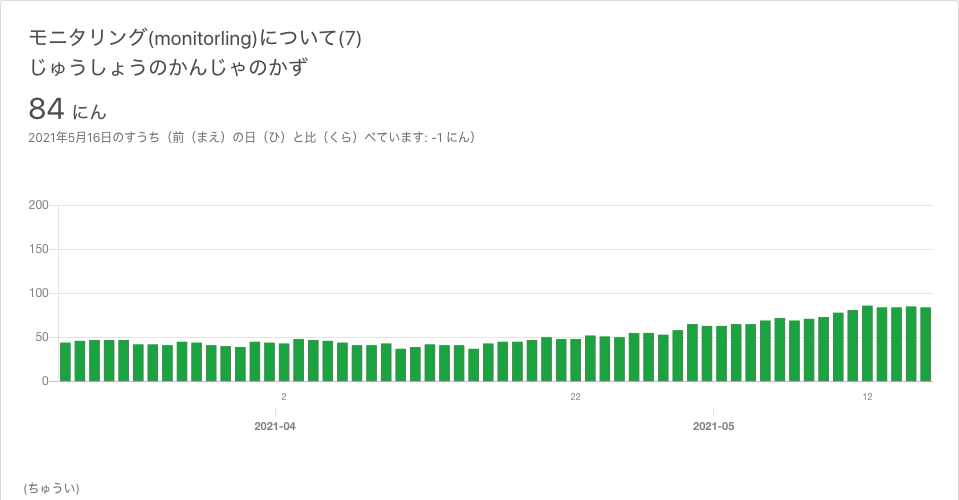 モニタリング(monitorling)について(7)
じゅうしょうのかんじゃのかず
84 にん
2021年5月16日のすうち（前（まえ）の日（ひ）と比（くら）べています: -1 にん）
200
150
100
50
0
2 22 12
2021-04 2021-05
(ちゅうい)